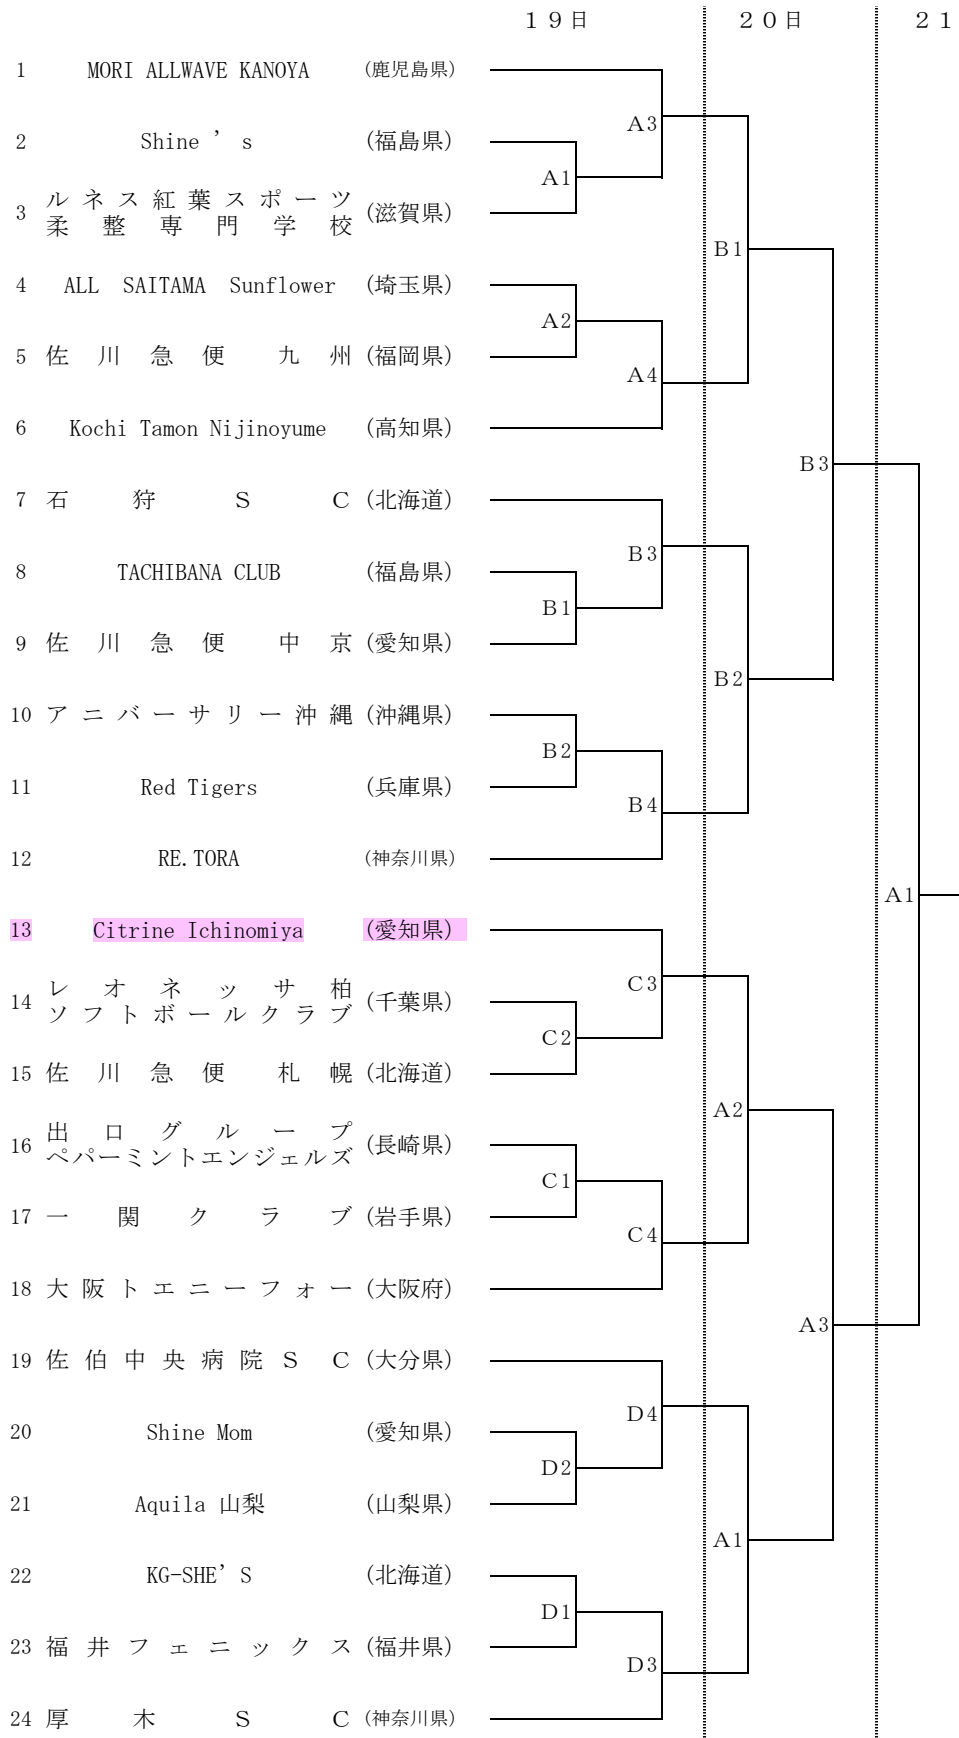 １９日 ２０日 ２１
1 MORI ALLWAVE KANOYA (鹿児島県)
A3
2 Shine ’ s (福島県)
A1
3 ルネス紅葉スポーツ
柔整専門学校 (滋賀県)
B1
4 ALL SAITAMA Sunflower (埼玉県)
A2
5 佐川急便 九州 (福岡県)
A4
6 Kochi Tamon Nijinoyume (高知県)
B3
7 石狩ＳＣ (北海道)
B3
8 TACHIBANA CLUB (福島県)
B1
9 佐川急便 中京 (愛知県)
B2
10 アニバーサリー沖縄 (沖縄県)
B2
11 Red Tigers (兵庫県)
B4
12 RE.TORA (神奈川県)
A1
13 Citrine Ichinomiya (愛知県)
C3
14 レオネッサ柏
ソフトボールクラブ (千葉県)
C2
15 佐川急便 札幌 (北海道)
A2
16 出口グループ
ペパーミントエンジェルズ (長崎県)
C1
17 一関クラブ (岩手県)
C4
18 大阪トエニーフォー (大阪府)
A3
19 佐伯中央病院ＳＣ (大分県)
D4
20 Shine Mom (愛知県)
D2
21 Aquila 山梨 (山梨県)
A1
22 KG-SHE’S (北海道)
D1
23 福井フェニックス (福井県)
D3
24 厚木ＳＣ (神奈川県)